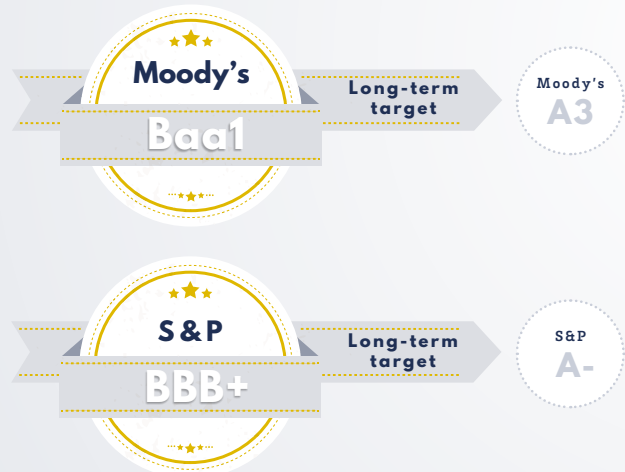 Moody's
Baa1
Long-term
target
Moody's
A3
S&P
BBB+
Long-term
target
S&P
A-